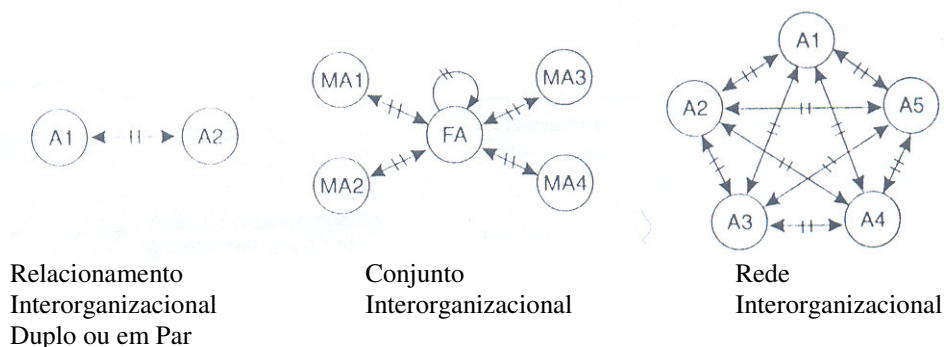 A1 A2
MA1 MA3
FA
MA2 MA4
A1
A2 A5
A3 A4
Relacionamento
Interorganizacional
Duplo ou em Par
Conjunto
Interorganizacional
Rede
Interorganizacional